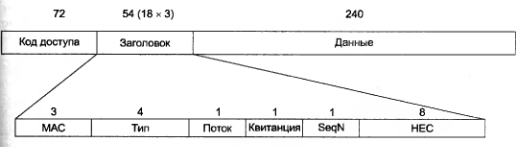 72 54 (18 × 3) 240
Код доступа Заголовок Данные
3 4 1 1 1 8
MAC Тип Поток Квитанция SeqN HEC